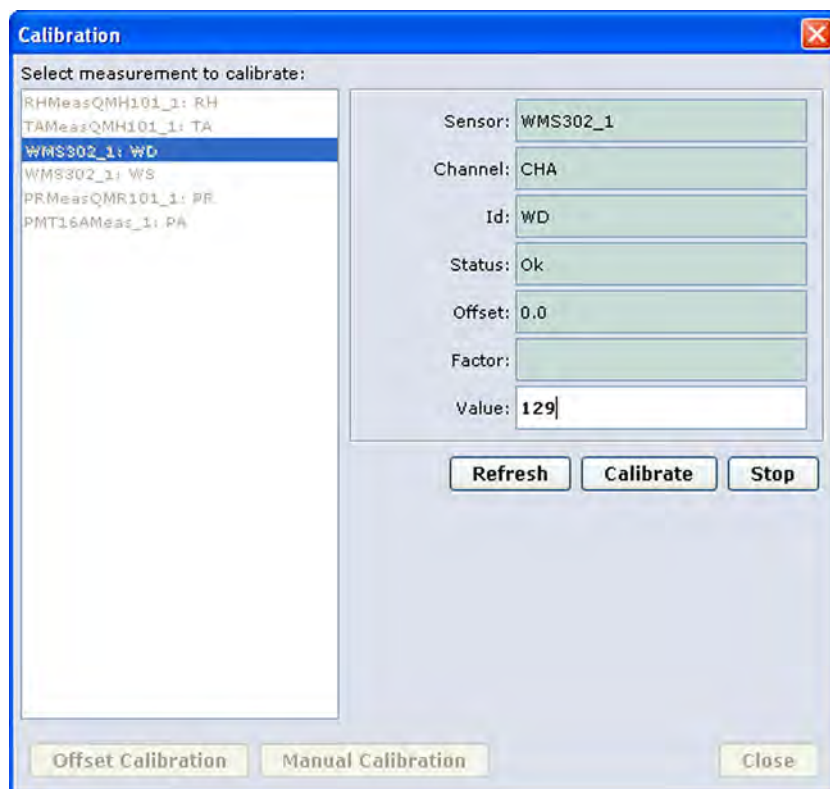 Calibration
Select measurement to calibrate:
RHMeasQMH101_1: RH
TAMeasQMH101_1: TA
WMS302_1: WD
WMS302_1: WS
PRMeasQMR101_1: PR
PMT16AMeas_1: PA
Sensor: WMS302_1
Channel: CHA
Id: WD
Status: Ok
Offset: 0.0
Factor:
Value: 129
Refresh Calibrate Stop
Offset Calibration Manual Calibration Close